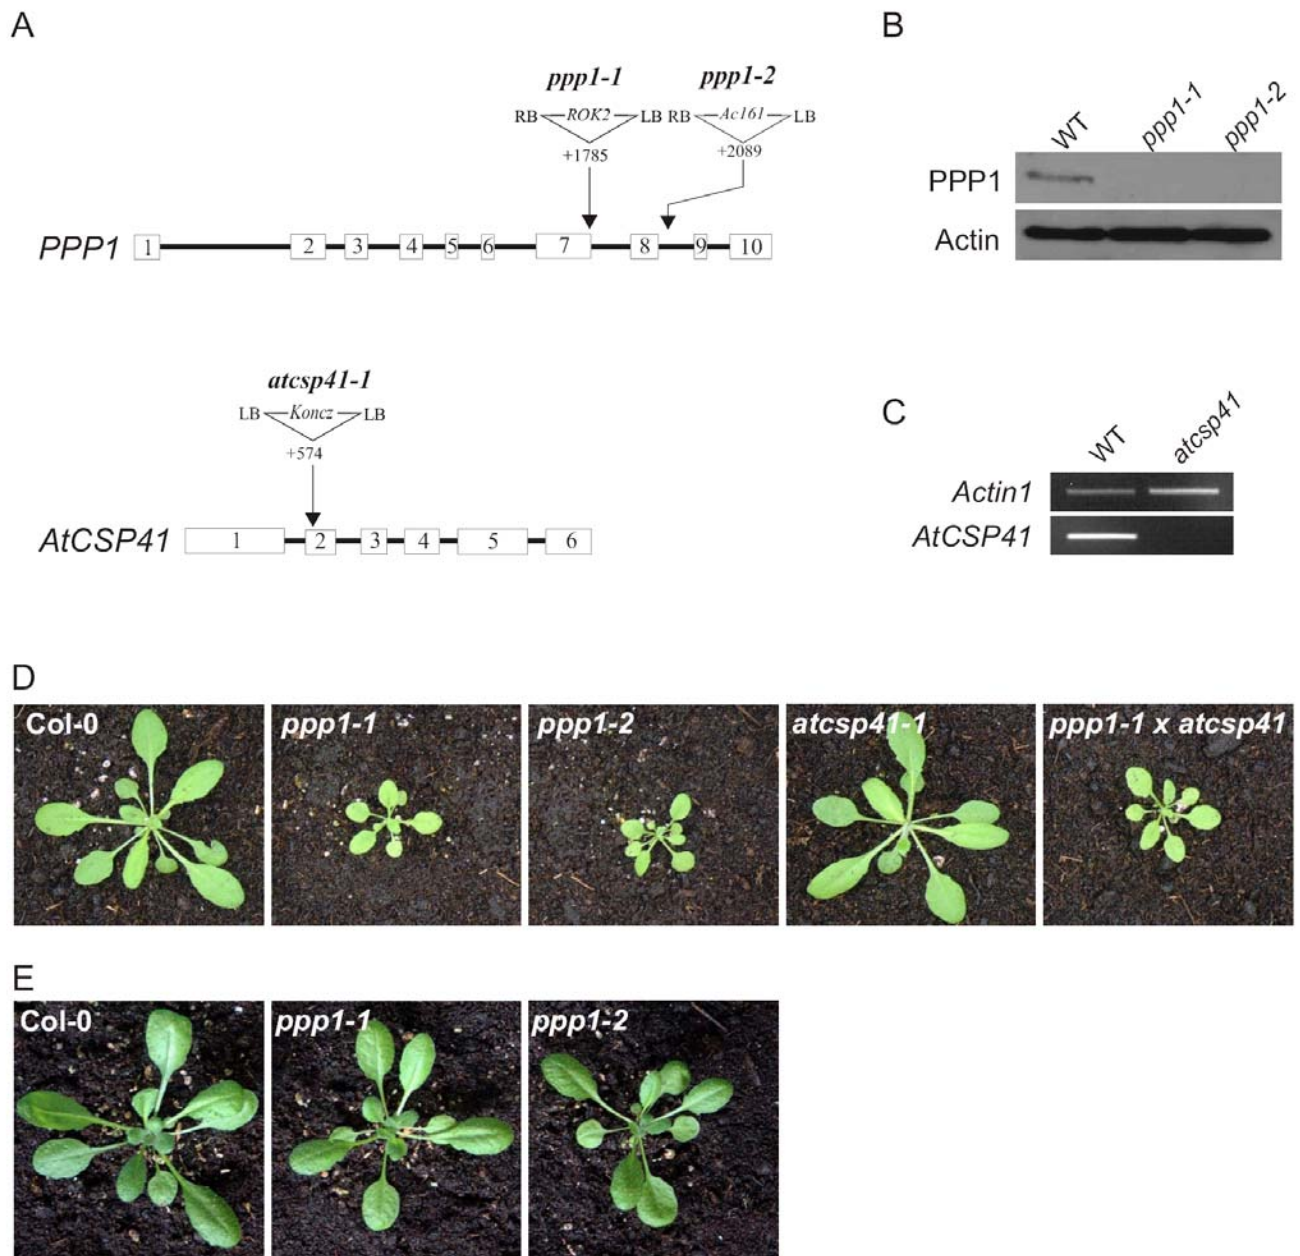 A
ppp1-1 ppp1-2
RB ROK2 LB RB Ac161 LB
+1785 +2089
PPP1 1 2 3 4 5 6 7 8 9 10
atcsp41-1
LB Koncz LB
+574
AtCSP41 1 2 3 4 5 6
B
WT ppp1-1 ppp1-2
PPP1
Actin
C
WT atcsp41
Actin1
AtCSP41
D
Col-0 ppp1-1 ppp1-2 atcsp41-1 ppp1-1 x atcsp41
E
Col-0 ppp1-1 ppp1-2